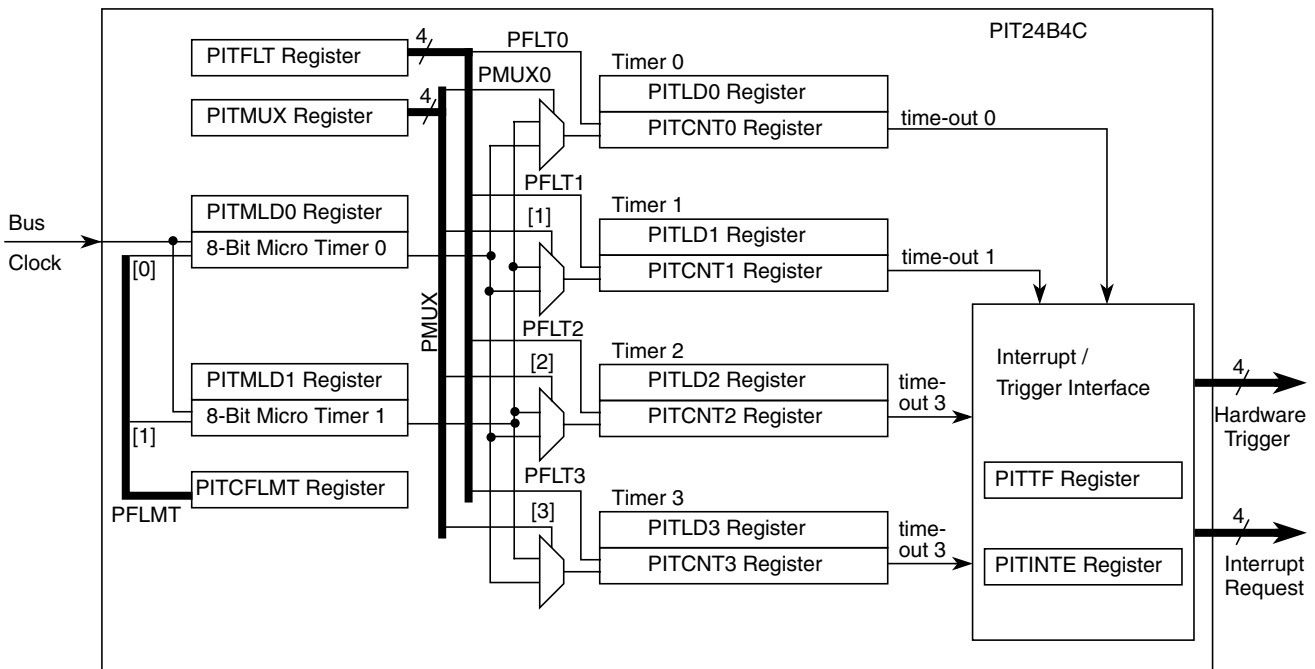 PIT24B4C
PITFLT Register
4
PFLT0
PMUX0
Timer 0
PITLD0 Register
PITCNT0 Register
time-out 0
PITMUX Register
4
PFLT1
[1]
Timer 1
PITLD1 Register
PITCNT1 Register
time-out 1
Bus
Clock
PITMLD0 Register
8-Bit Micro Timer 0
[0]
PMUX
PFLT2
[2]
Timer 2
PITLD2 Register
PITCNT2 Register
time-
out 3
PITMLD1 Register
8-Bit Micro Timer 1
[1]
PITCFLMT Register
PFLMT
PFLT3
[3]
Timer 3
PITLD3 Register
PITCNT3 Register
time-
out 3
Interrupt /
Trigger Interface
PITTF Register
PITINTE Register
4
Hardware
Trigger
4
Interrupt
Request